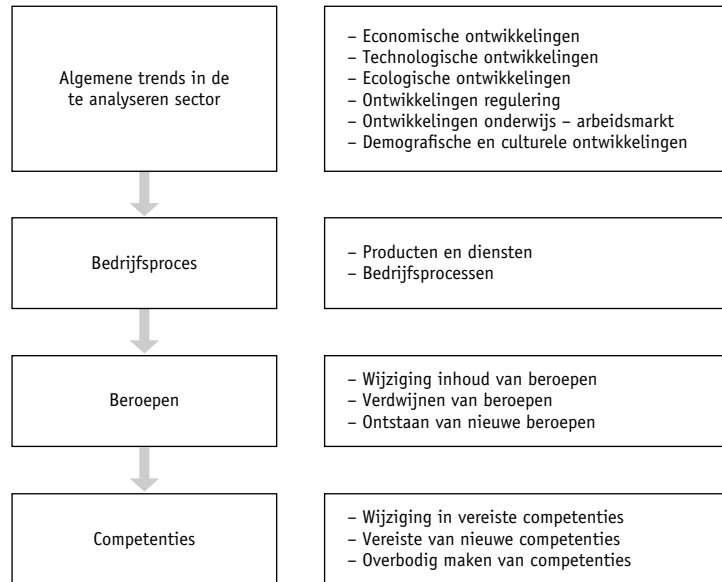 Algemene trends in de
te analyseren sector
– Economische ontwikkelingen
– Technologische ontwikkelingen
– Ecologische ontwikkelingen
– Ontwikkelingen regulering
– Ontwikkelingen onderwijs – arbeidsmarkt
– Demografische en culturele ontwikkelingen
Bedrijfsproces
– Producten en diensten
– Bedrijfsprocessen
Beroepen
– Wijziging inhoud van beroepen
– Verdwijnen van beroepen
– Ontstaan van nieuwe beroepen
Competenties
– Wijziging in vereiste competenties
– Vereiste van nieuwe competenties
– Overbodig maken van competenties